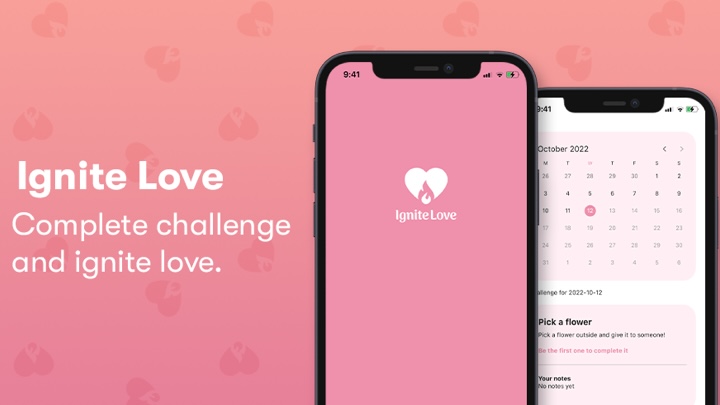 Ignite Love
Complete challenge
and ignite love.
9:41
Ignite Love
9:41
October 2022
M T W T F S S
26 27 28 29 30 1 2
3 4 5 6 7 8 9
10 11 12 13 14 15 16
17 18 19 20 21 22 23
24 25 26 27 28 29 30
31 1 2 3 4 5 6
allenge for 2022-10-12
Pick a flower
Pick a flower outside and give it to someone!
Be the first one to complete it
Your notes
No notes yet